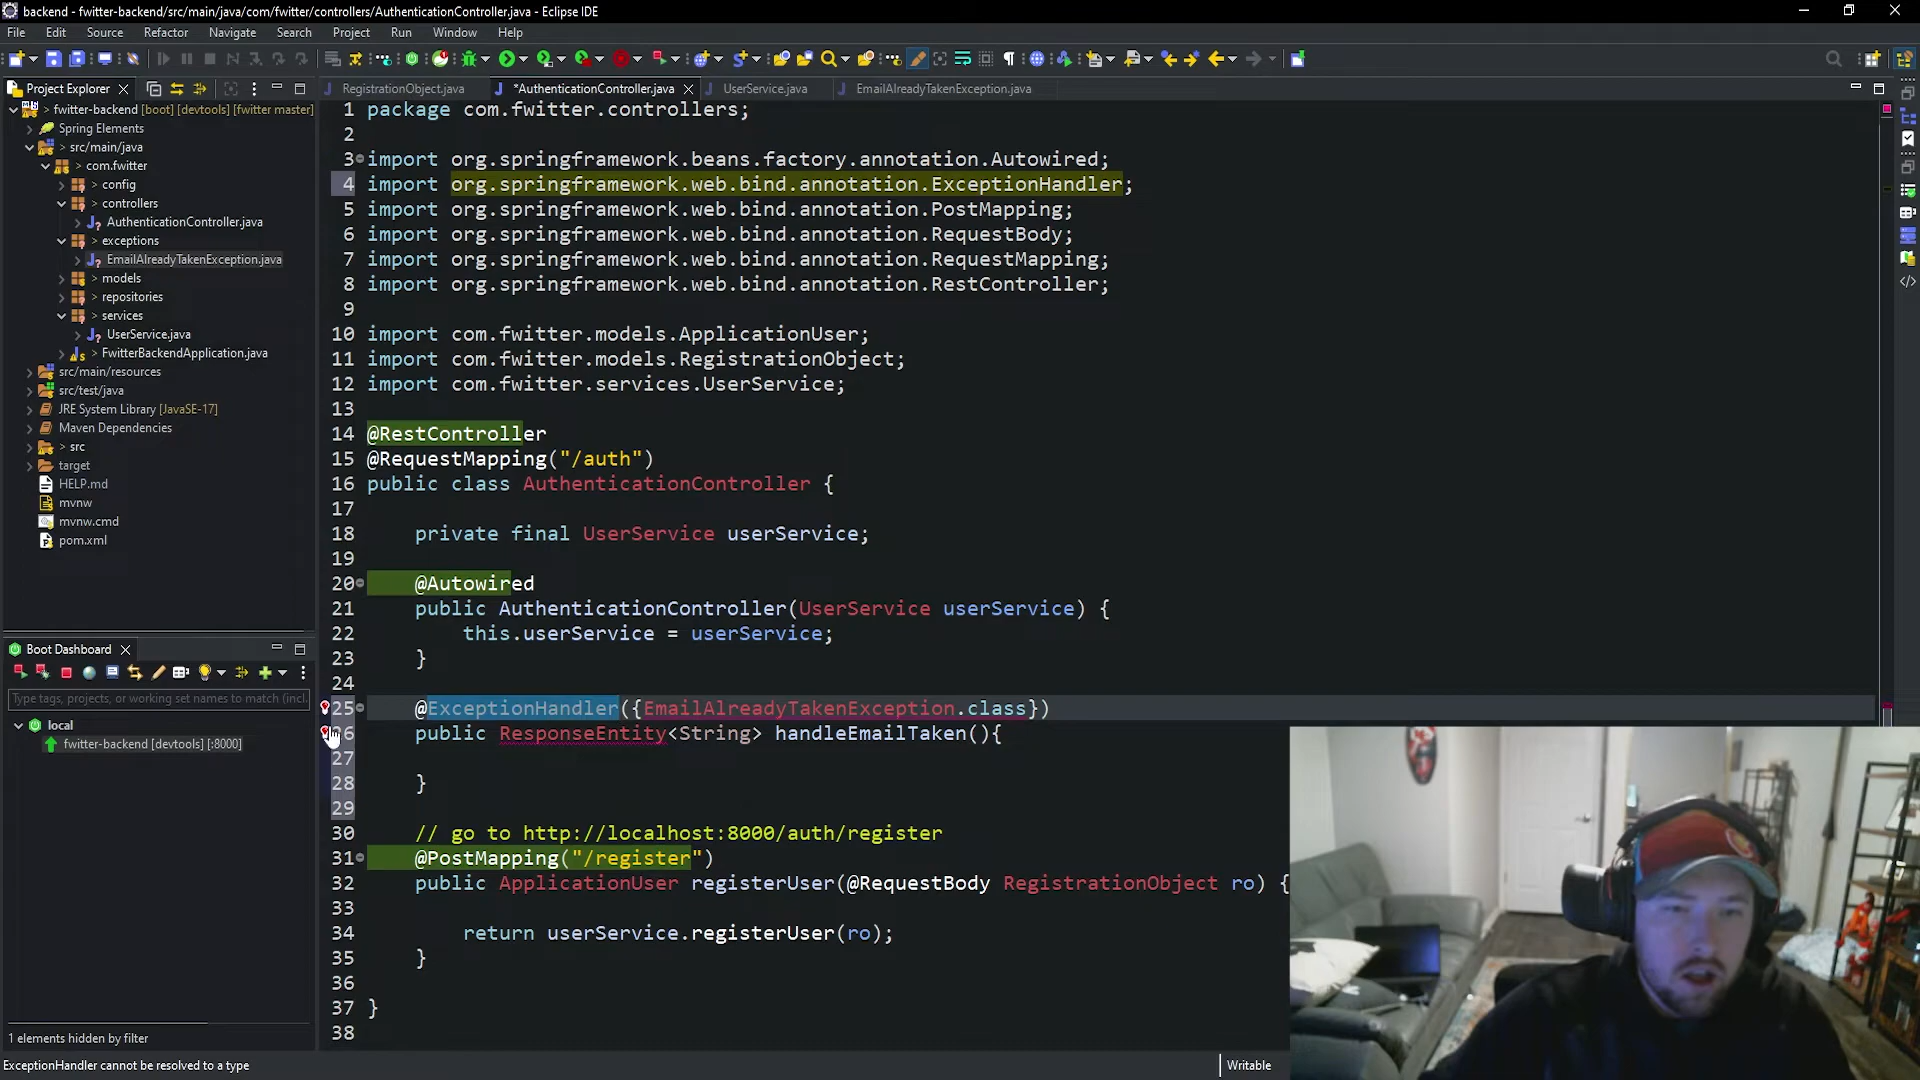 backend - fwitter-backend/src/main/java/com/fwitter/controllers/AuthenticationController.java - Eclipse IDE
File Edit Source Refactor Navigate Search Project Run Window Help
Project Explorer
RegistrationObject.java
*AuthenticationController.java
UserService.java
EmailAlreadyTakenException.java
> fwitter-backend [boot] [devtools] [fwitter master]
Spring Elements
> src/main/java
> com.fwitter
> config
> controllers
AuthenticationController.java
> exceptions
EmailAlreadyTakenException.java
> models
> repositories
> services
UserService.java
> FwitterBackendApplication.java
src/main/resources
src/test/java
JRE System Library [JavaSE-17]
Maven Dependencies
> src
target
HELP.md
mvnw
mvnw.cmd
pom.xml
Boot Dashboard
Type tags, projects, or working set names to match (incl.
local
fwitter-backend [devtools] [:8000]
1 elements hidden by filter
1 package com.fwitter.controllers;
2
3 import org.springframework.beans.factory.annotation.Autowired;
4 import org.springframework.web.bind.annotation.ExceptionHandler;
5 import org.springframework.web.bind.annotation.PostMapping;
6 import org.springframework.web.bind.annotation.RequestBody;
7 import org.springframework.web.bind.annotation.RequestMapping;
8 import org.springframework.web.bind.annotation.RestController;
9
10 import com.fwitter.models.ApplicationUser;
11 import com.fwitter.models.RegistrationObject;
12 import com.fwitter.services.UserService;
13
14 @RestController
15 @RequestMapping("/auth")
16 public class AuthenticationController {
17
18 private final UserService userService;
19
20 @Autowired
21 public AuthenticationController(UserService userService) {
22 this.userService = userService;
23 }
24
25 @ExceptionHandler({EmailAlreadyTakenException.class})
6 public ResponseEntity<String> handleEmailTaken(){
27
28 }
29
30 // go to http://localhost:8000/auth/register
31 @PostMapping("/register")
32 public ApplicationUser registerUser(@RequestBody RegistrationObject ro) {
33
34 return userService.registerUser(ro);
35 }
36
37 }
38
ExceptionHandler cannot be resolved to a type
Writable